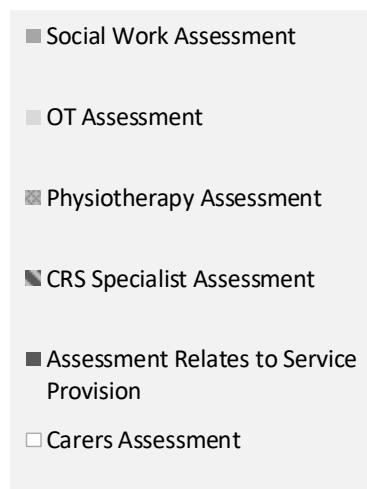 Social Work Assessment
OT Assessment
Physiotherapy Assessment
CRS Specialist Assessment
Assessment Relates to Service
Provision
Carers Assessment